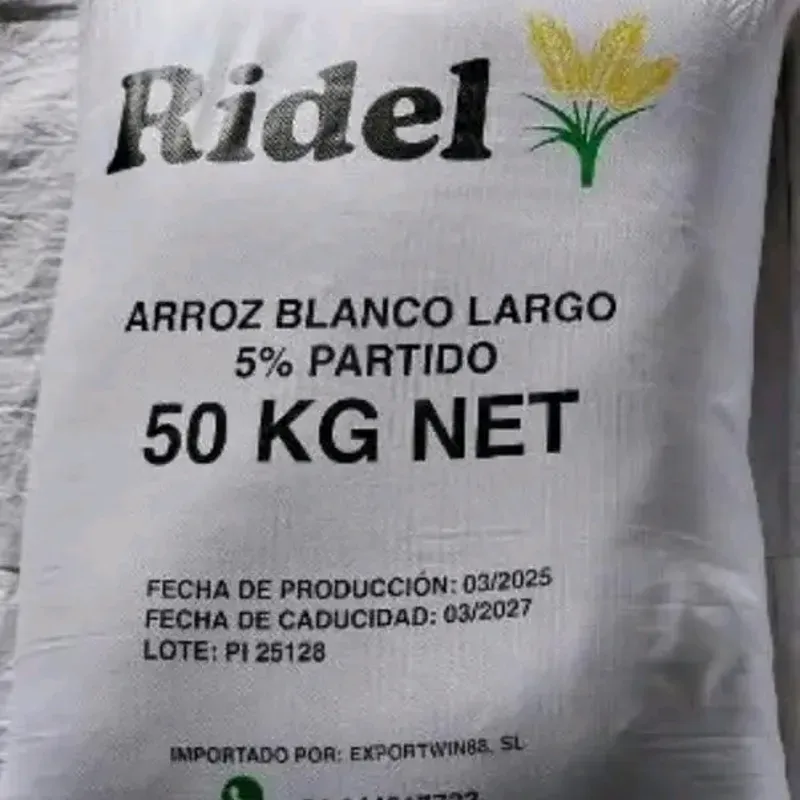 Ridel
ARROZ BLANCO LARGO
5% PARTIDO
50 KG NET
FECHA DE PRODUCCIÓN: 03/2025
FECHA DE CADUCIDAD: 03/2027
LOTE: PI 25128
IMPORTADO POR: EXPORTWIN88, SL